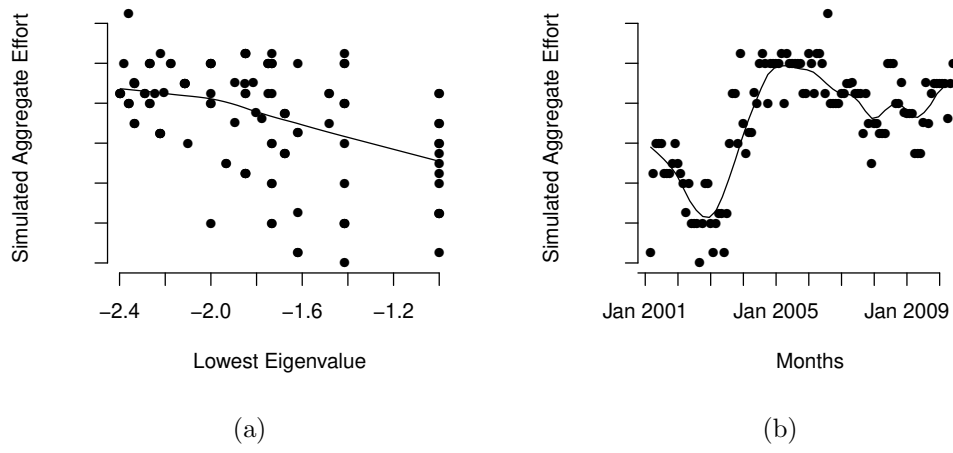 Simulated Aggregate Effort
−2.4 −2.0 −1.6 −1.2
Lowest Eigenvalue
(a)
Simulated Aggregate Effort
Jan 2001 Jan 2005 Jan 2009
Months
(b)